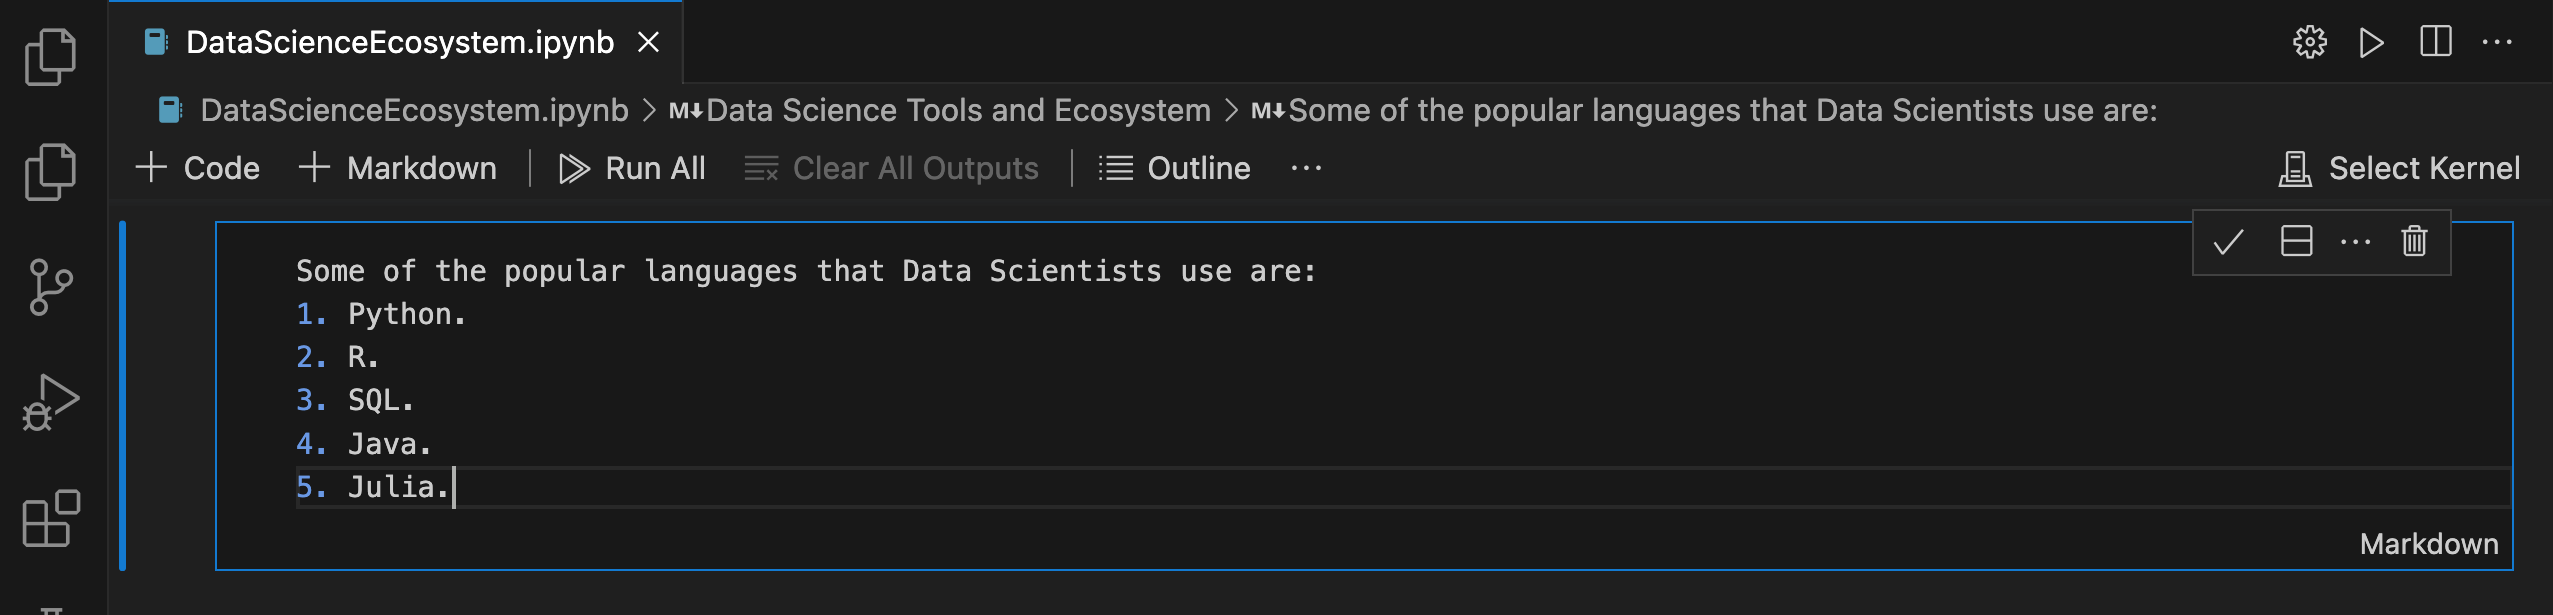 DataScienceEcosystem.ipynb
DataScienceEcosystem.ipynb > M↓Data Science Tools and Ecosystem > M↓Some of the popular languages that Data Scientists use are:
+ Code + Markdown | Run All Clear All Outputs | Outline ··· Select Kernel
Some of the popular languages that Data Scientists use are:
1. Python.
2. R.
3. SQL.
4. Java.
5. Julia.
Markdown